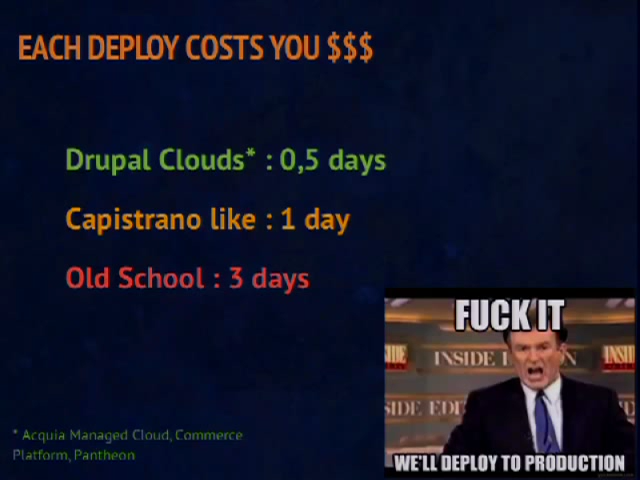 EACH DEPLOY COSTS YOU $$$
Drupal Clouds* : 0,5 days
Capistrano like : 1 day
Old School : 3 days
FUCK IT
INSIDE
WE'LL DEPLOY TO PRODUCTION
* Acquia Managed Cloud, Commerce
Platform, Pantheon